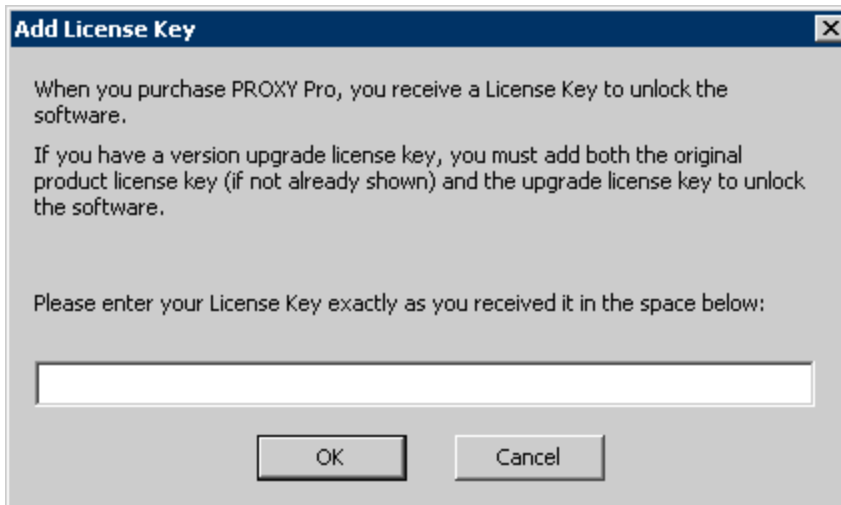 Add License Key
When you purchase PROXY Pro, you receive a License Key to unlock the
software.
If you have a version upgrade license key, you must add both the original
product license key (if not already shown) and the upgrade license key to unlock
the software.
Please enter your License Key exactly as you received it in the space below:
OK Cancel